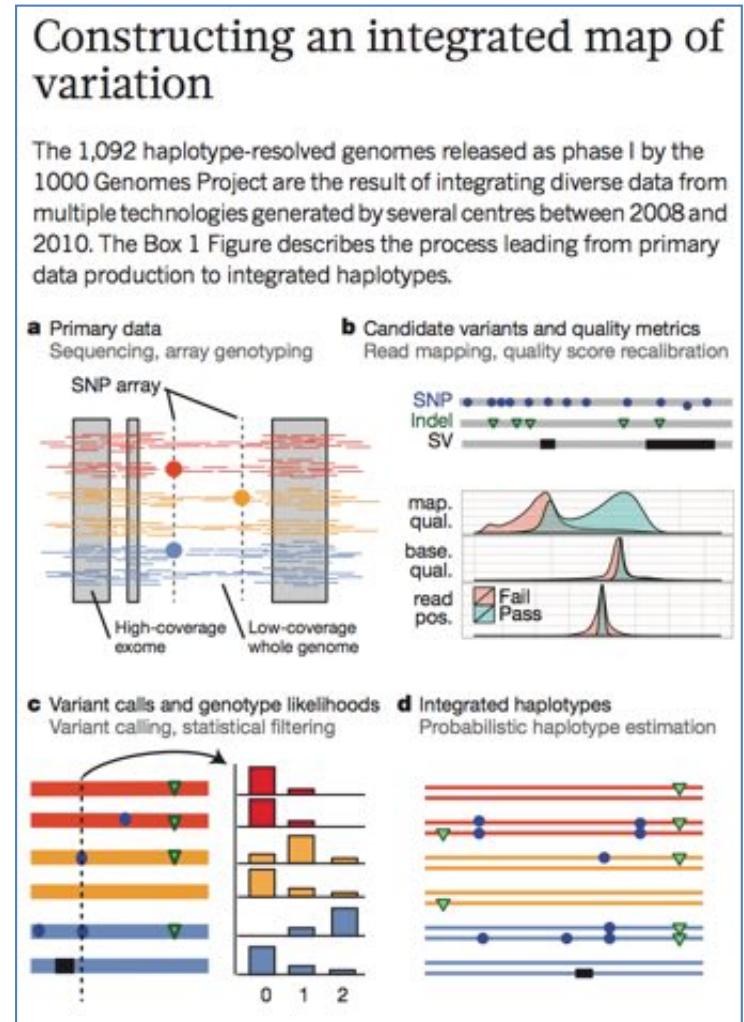 Constructing an integrated map of
variation
The 1,092 haplotype-resolved genomes released as phase I by the
1000 Genomes Project are the result of integrating diverse data from
multiple technologies generated by several centres between 2008 and
2010. The Box 1 Figure describes the process leading from primary
data production to integrated haplotypes.
a Primary data
Sequencing, array genotyping
SNP array
High-coverage
exome
Low-coverage
whole genome
b Candidate variants and quality metrics
Read mapping, quality score recalibration
SNP
Indel
SV
map.
qual.
base.
qual.
read
pos.
Fail
Pass
c Variant calls and genotype likelihoods
Variant calling, statistical filtering
0 1 2
d Integrated haplotypes
Probabilistic haplotype estimation